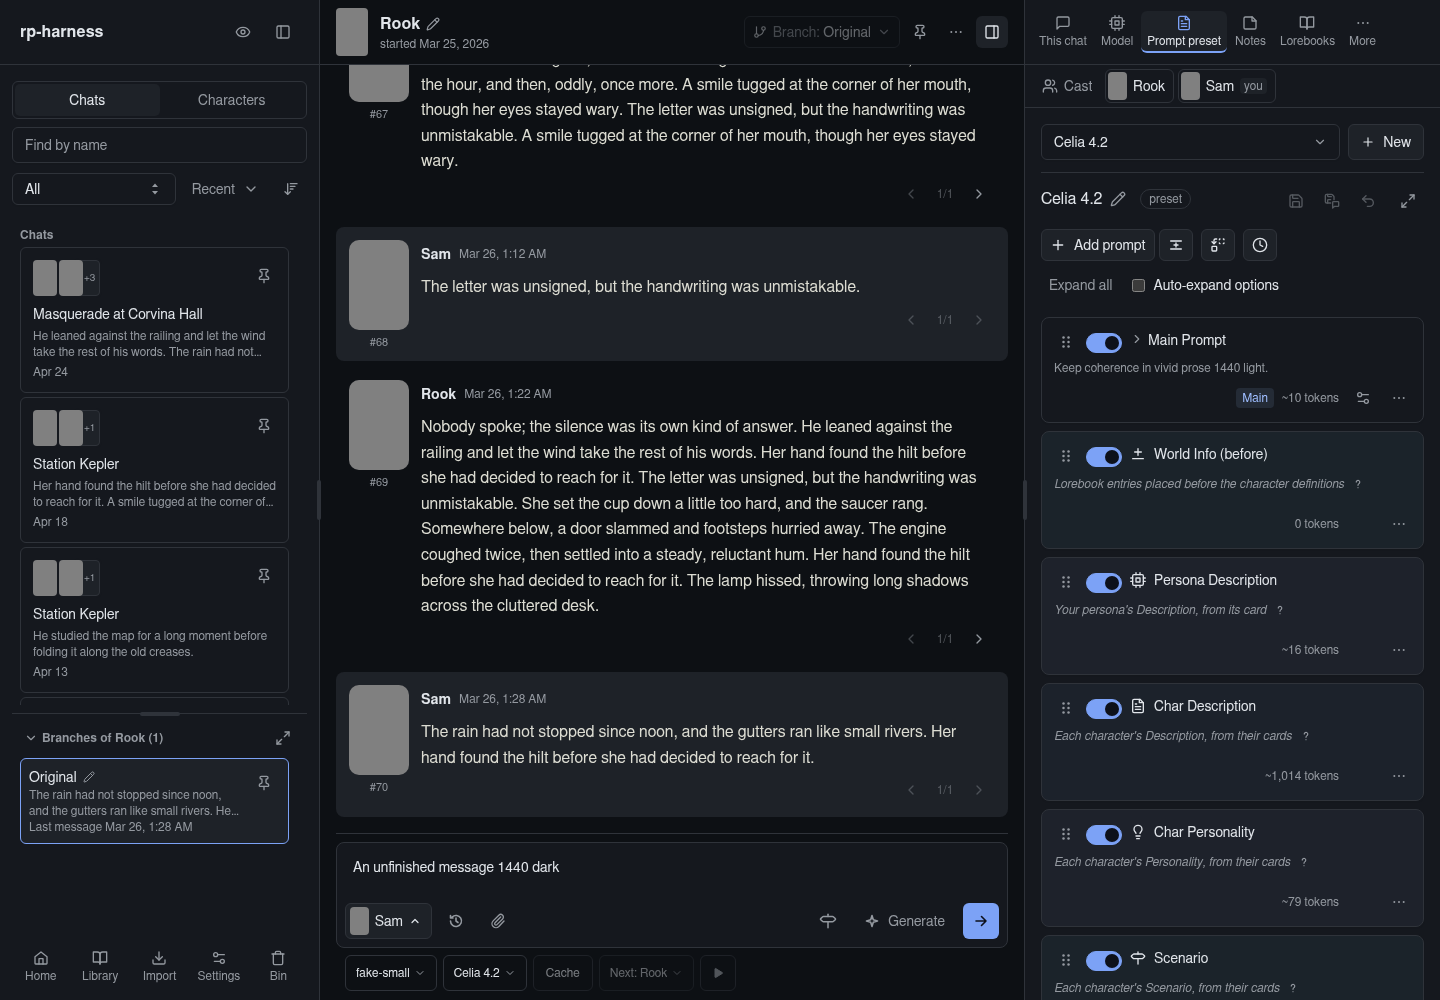 rp-harness
Chats
Characters
Find by name
All
Recent
Chats
+3
Masquerade at Corvina Hall
He leaned against the railing and let the wind
take the rest of his words. The rain had not...
Apr 24
+1
Station Kepler
Her hand found the hilt before she had decided
to reach for it. A smile tugged at the corner of...
Apr 18
+1
Station Kepler
He studied the map for a long moment before
folding it along the old creases.
Apr 13
Branches of Rook (1)
Original
The rain had not stopped since noon,
and the gutters ran like small rivers. He...
Last message Mar 26, 1:28 AM
Home
Library
Import
Settings
Bin
Rook
started Mar 25, 2026
Branch: Original
the hour, and then, oddly, once more. A smile tugged at the corner of her mouth,
though her eyes stayed wary. The letter was unsigned, but the handwriting was
unmistakable. A smile tugged at the corner of her mouth, though her eyes stayed
wary.
#67
1/1
Sam Mar 26, 1:12 AM
The letter was unsigned, but the handwriting was unmistakable.
1/1
#68
Rook Mar 26, 1:22 AM
Nobody spoke; the silence was its own kind of answer. He leaned against the
railing and let the wind take the rest of his words. Her hand found the hilt before
she had decided to reach for it. The letter was unsigned, but the handwriting was
unmistakable. She set the cup down a little too hard, and the saucer rang.
Somewhere below, a door slammed and footsteps hurried away. The engine
coughed twice, then settled into a steady, reluctant hum. Her hand found the hilt
before she had decided to reach for it. The lamp hissed, throwing long shadows
across the cluttered desk.
#69
1/1
Sam Mar 26, 1:28 AM
The rain had not stopped since noon, and the gutters ran like small rivers. Her
hand found the hilt before she had decided to reach for it.
#70
1/1
An unfinished message 1440 dark
Sam
Generate
fake-small
Celia 4.2
Cache
Next: Rook
This chat
Model
Prompt preset
Notes
Lorebooks
More
Cast
Rook
Sam you
Celia 4.2
New
Celia 4.2
preset
Add prompt
Expand all
Auto-expand options
Main Prompt
Keep coherence in vivid prose 1440 light.
Main
~10 tokens
World Info (before)
Lorebook entries placed before the character definitions ?
0 tokens
Persona Description
Your persona's Description, from its card ?
~16 tokens
Char Description
Each character's Description, from their cards ?
~1,014 tokens
Char Personality
Each character's Personality, from their cards ?
~79 tokens
Scenario
Each character's Scenario, from their cards ?